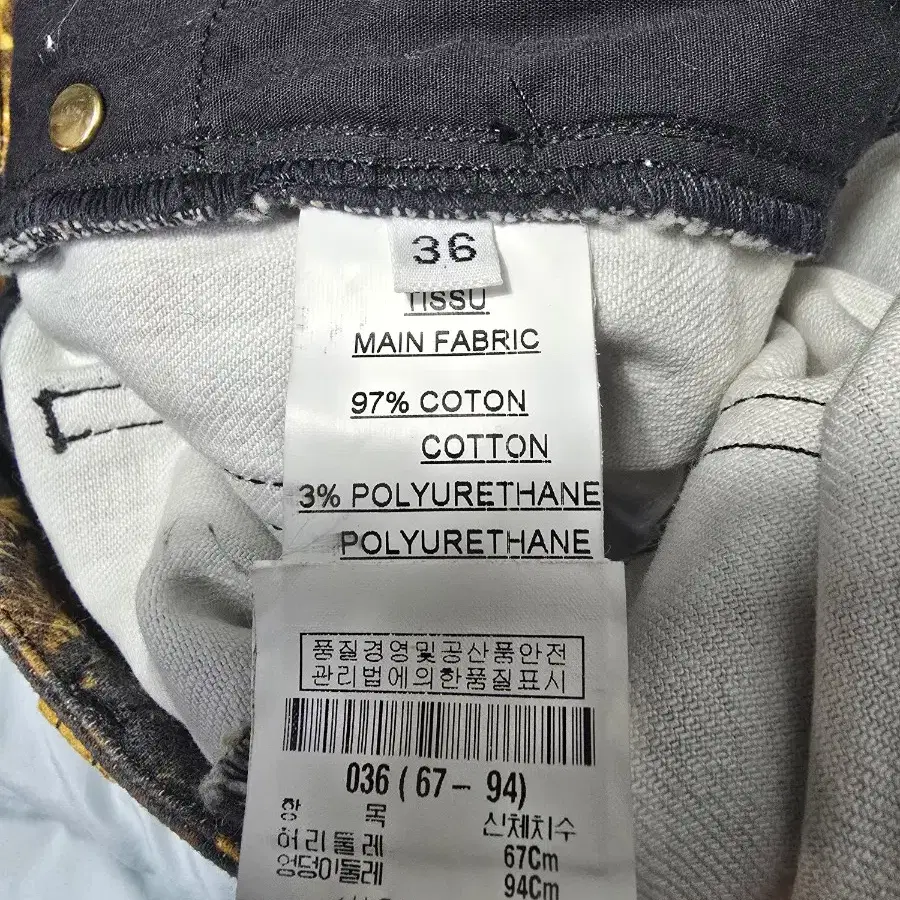 36
TISSU
MAIN FABRIC
97% COTON
COTTON
3% POLYURETHANE
POLYURETHANE
품질경영및공산품안전
관리법에의한품질표시
036 ( 67 - 94)
항 목 신체치수
허리둘레 67Cm
엉덩이둘레 94Cm